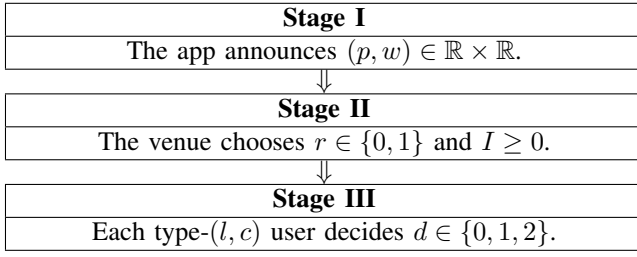 Stage I
The app announces (p, w) ∈ ℝ × ℝ.
⇓
Stage II
The venue chooses r ∈ {0, 1} and I ≥ 0.
⇓
Stage III
Each type-(l, c) user decides d ∈ {0, 1, 2}.